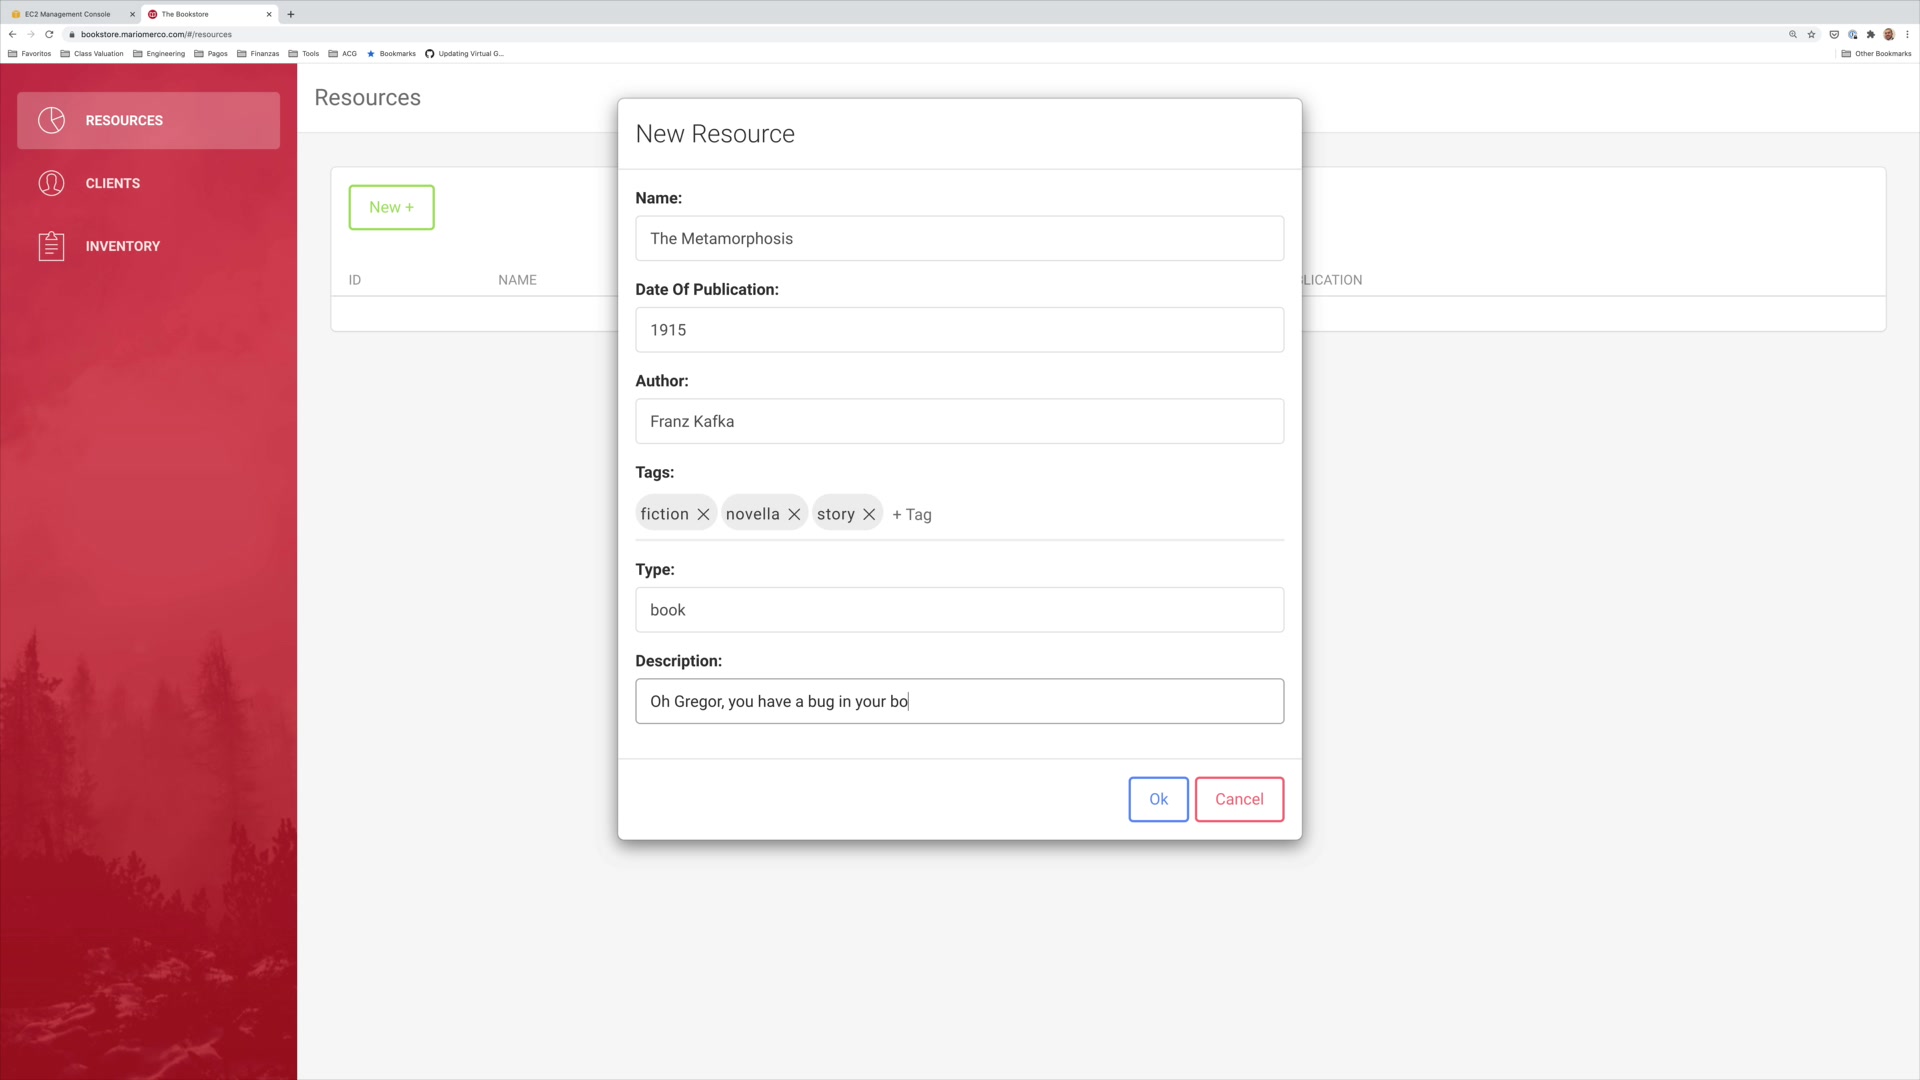 EC2 Management Console
The Bookstore
bookstore.mariomerco.com/#/resources
Favoritos
Class Valuation
Engineering
Pagos
Finanzas
Tools
ACG
Bookmarks
Updating Virtual G...
Other Bookmarks
RESOURCES
CLIENTS
INVENTORY
Resources
New +
ID
NAME
LICATION
New Resource
Name:
The Metamorphosis
Date Of Publication:
1915
Author:
Franz Kafka
Tags:
fiction
novella
story
+ Tag
Type:
book
Description:
Oh Gregor, you have a bug in your bo
Ok
Cancel